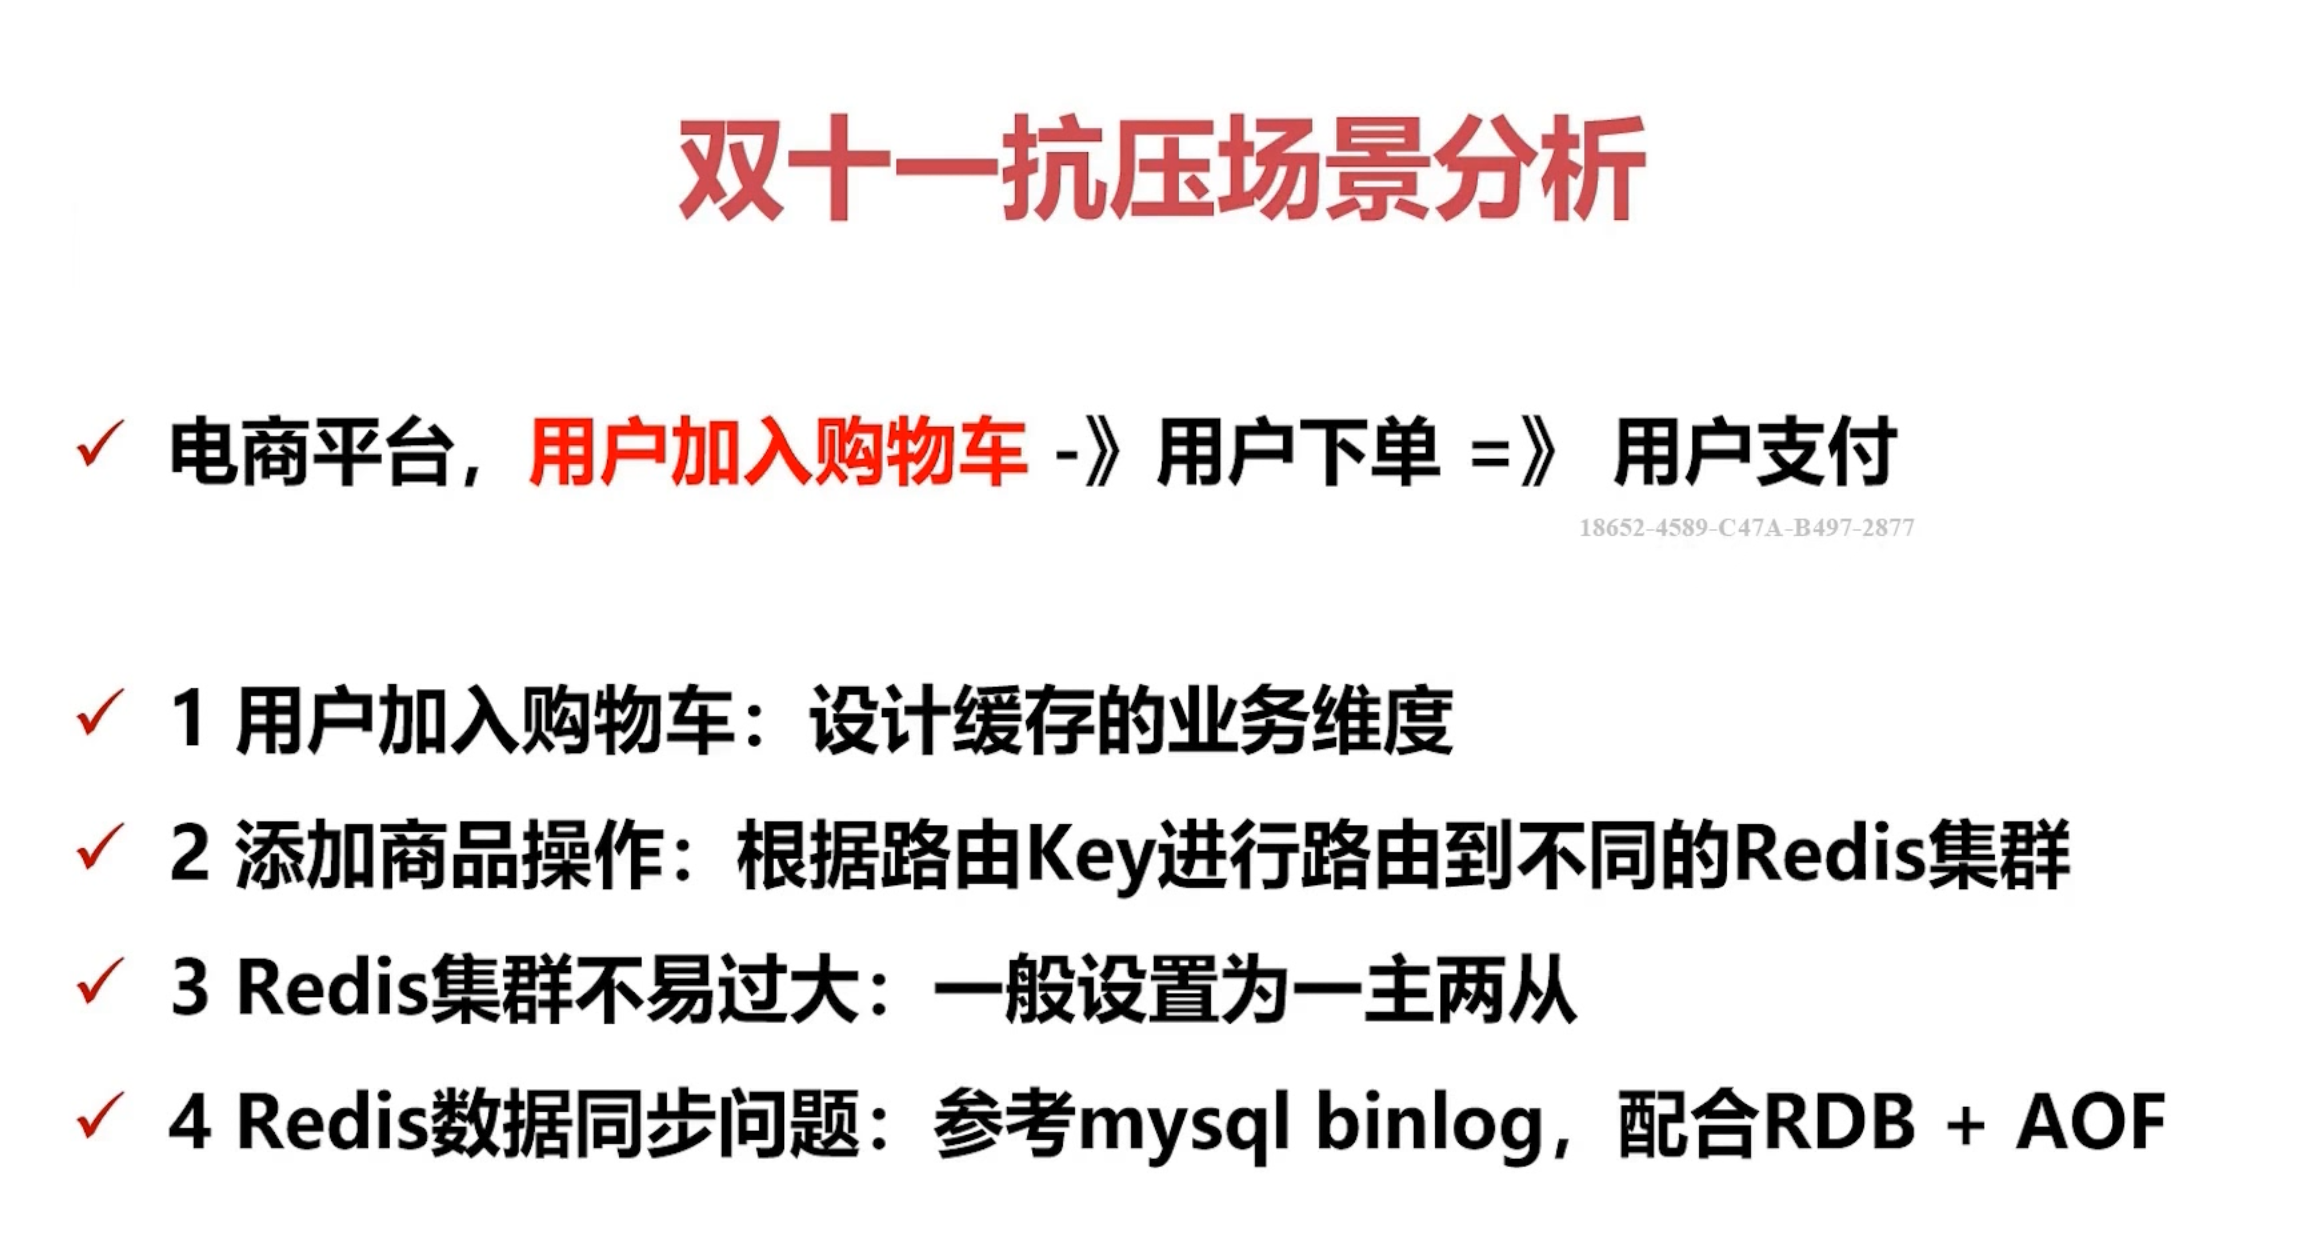 双十一抗压场景分析
电商平台，用户加入购物车 -》用户下单 =》 用户支付
18652-4589-C47A-B497-2877
1 用户加入购物车：设计缓存的业务维度
2 添加商品操作：根据路由Key进行路由到不同的Redis集群
3 Redis集群不易过大：一般设置为一主两从
4 Redis数据同步问题：参考mysql binlog，配合RDB + AOF